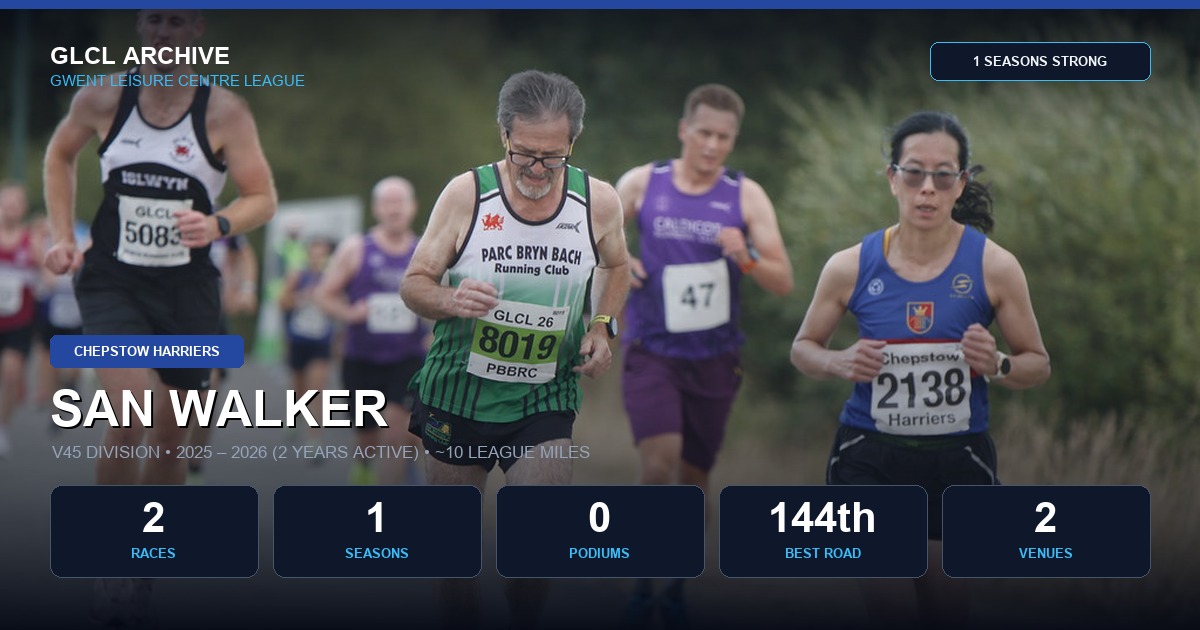 GLCL ARCHIVE
GWENT LEISURE CENTRE LEAGUE
1 SEASONS STRONG
ISLWYN
GLCL
5083
PARC BRYN BACH
Running Club
GLCL 26
8019
PBBRC
CALDICOT
47
Chepstow
2138
Harriers
CHEPSTOW HARRIERS
SAN WALKER
V45 DIVISION • 2025 – 2026 (2 YEARS ACTIVE) • ~10 LEAGUE MILES
2
RACES
1
SEASONS
0
PODIUMS
144th
BEST ROAD
2
VENUES